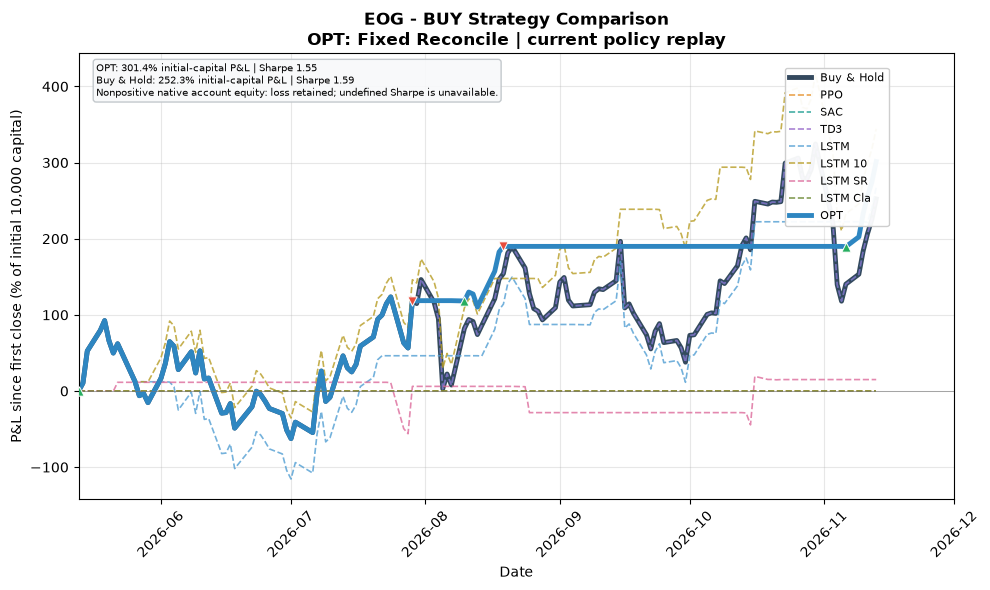 EOG - BUY Strategy Comparison
OPT: Fixed Reconcile | current policy replay
OPT: 301.4% initial-capital P&L | Sharpe 1.55
Buy & Hold: 252.3% initial-capital P&L | Sharpe 1.59
Nonpositive native account equity: loss retained; undefined Sharpe is unavailable.
Buy & Hold
PPO
SAC
TD3
LSTM
LSTM 10
LSTM SR
LSTM Cla
OPT
P&L since first close (% of initial 10,000 capital)
400
300
200
100
0
−100
2026-06
2026-07
2026-08
2026-09
2026-10
2026-11
2026-12
Date